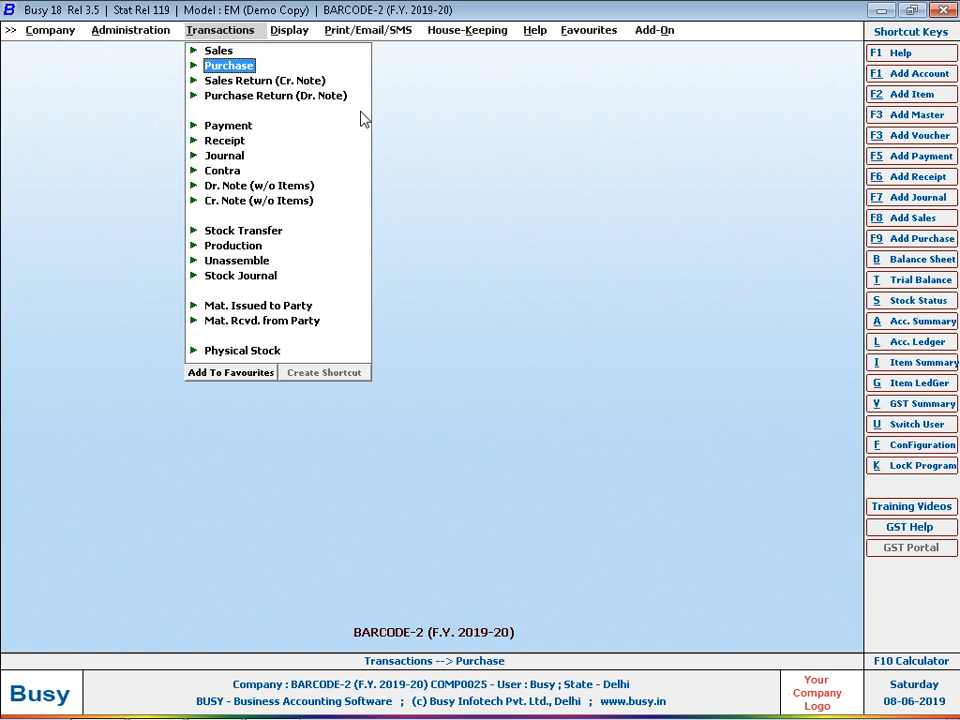 Busy 18 Rel 3.5 | Stat Rel 119 | Model : EM (Demo Copy) | BARCODE-2 (F.Y. 2019-20)
>> Company Administration Transactions Display Print/Email/SMS House-Keeping Help Favourites Add-On
Sales
Purchase
Sales Return (Cr. Note)
Purchase Return (Dr. Note)
Payment
Receipt
Journal
Contra
Dr. Note (w/o Items)
Cr. Note (w/o Items)
Stock Transfer
Production
Unassemble
Stock Journal
Mat. Issued to Party
Mat. Rcvd. from Party
Physical Stock
Add To Favourites Create Shortcut
Shortcut Keys
F1 Help
F1 Add Account
F2 Add Item
F3 Add Master
F3 Add Voucher
F5 Add Payment
F6 Add Receipt
F7 Add Journal
F8 Add Sales
F9 Add Purchase
B Balance Sheet
T Trial Balance
S Stock Status
A Acc. Summary
L Acc. Ledger
I Item Summary
G Item LedGer
Y GST Summary
U Switch User
F ConFiguration
K LocK Program
Training Videos
GST Help
GST Portal
BARCODE-2 (F.Y. 2019-20)
Transactions --> Purchase
F10 Calculator
Busy
Company : BARCODE-2 (F.Y. 2019-20) COMP0025 - User : Busy ; State - Delhi
BUSY - Business Accounting Software ; (c) Busy Infotech Pvt. Ltd., Delhi ; www.busy.in
Your
Company
Logo
Saturday
08-06-2019